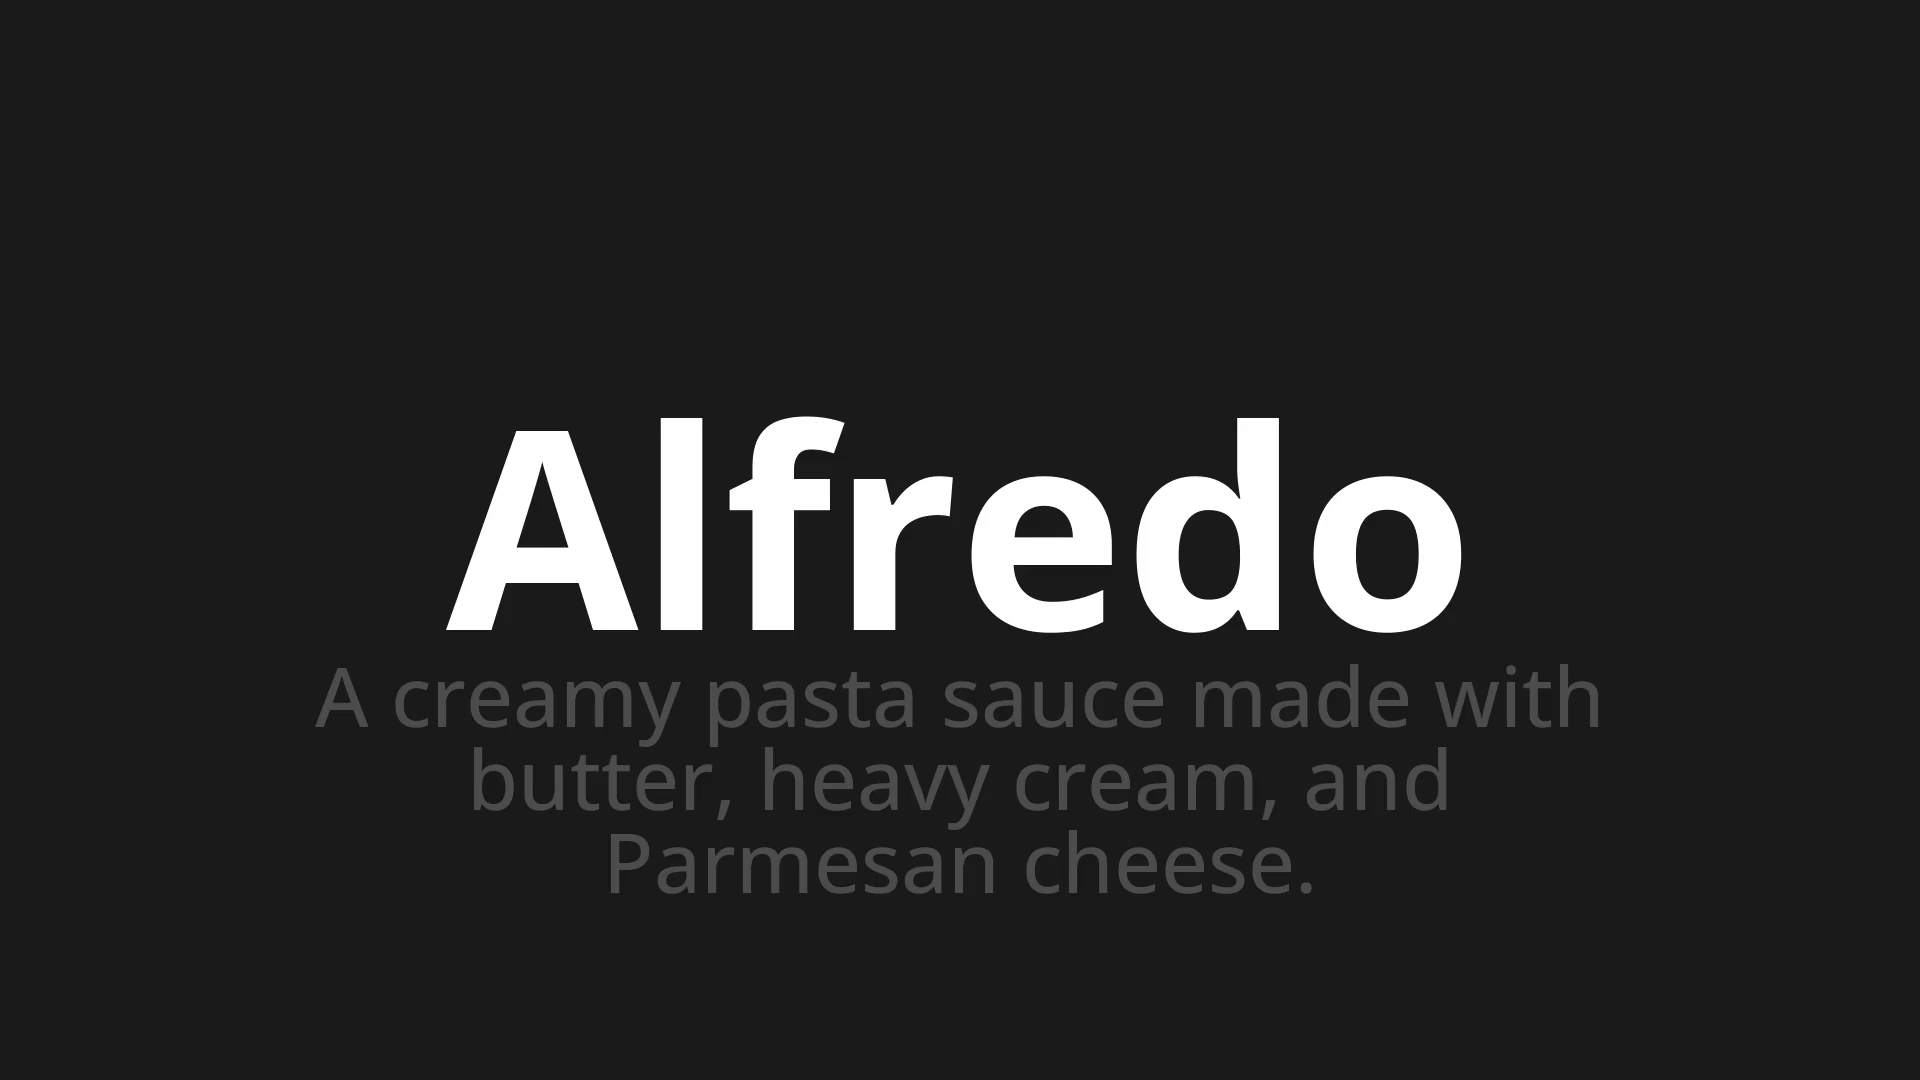 Alfredo
A creamy pasta sauce made with
butter, heavy cream, and
Parmesan cheese.